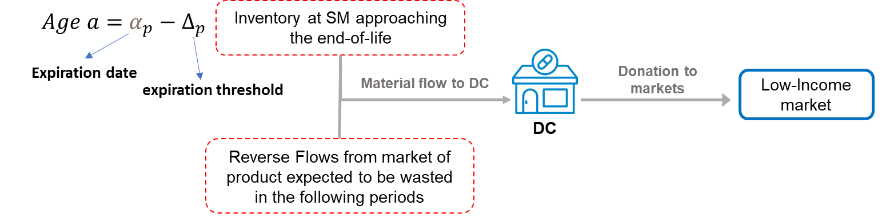 Age a = αₚ − Δₚ
Expiration date
expiration threshold
Inventory at SM approaching
the end-of-life
Material flow to DC
Reverse Flows from market of
product expected to be wasted
in the following periods
DC
Donation to
markets
Low-Income
market